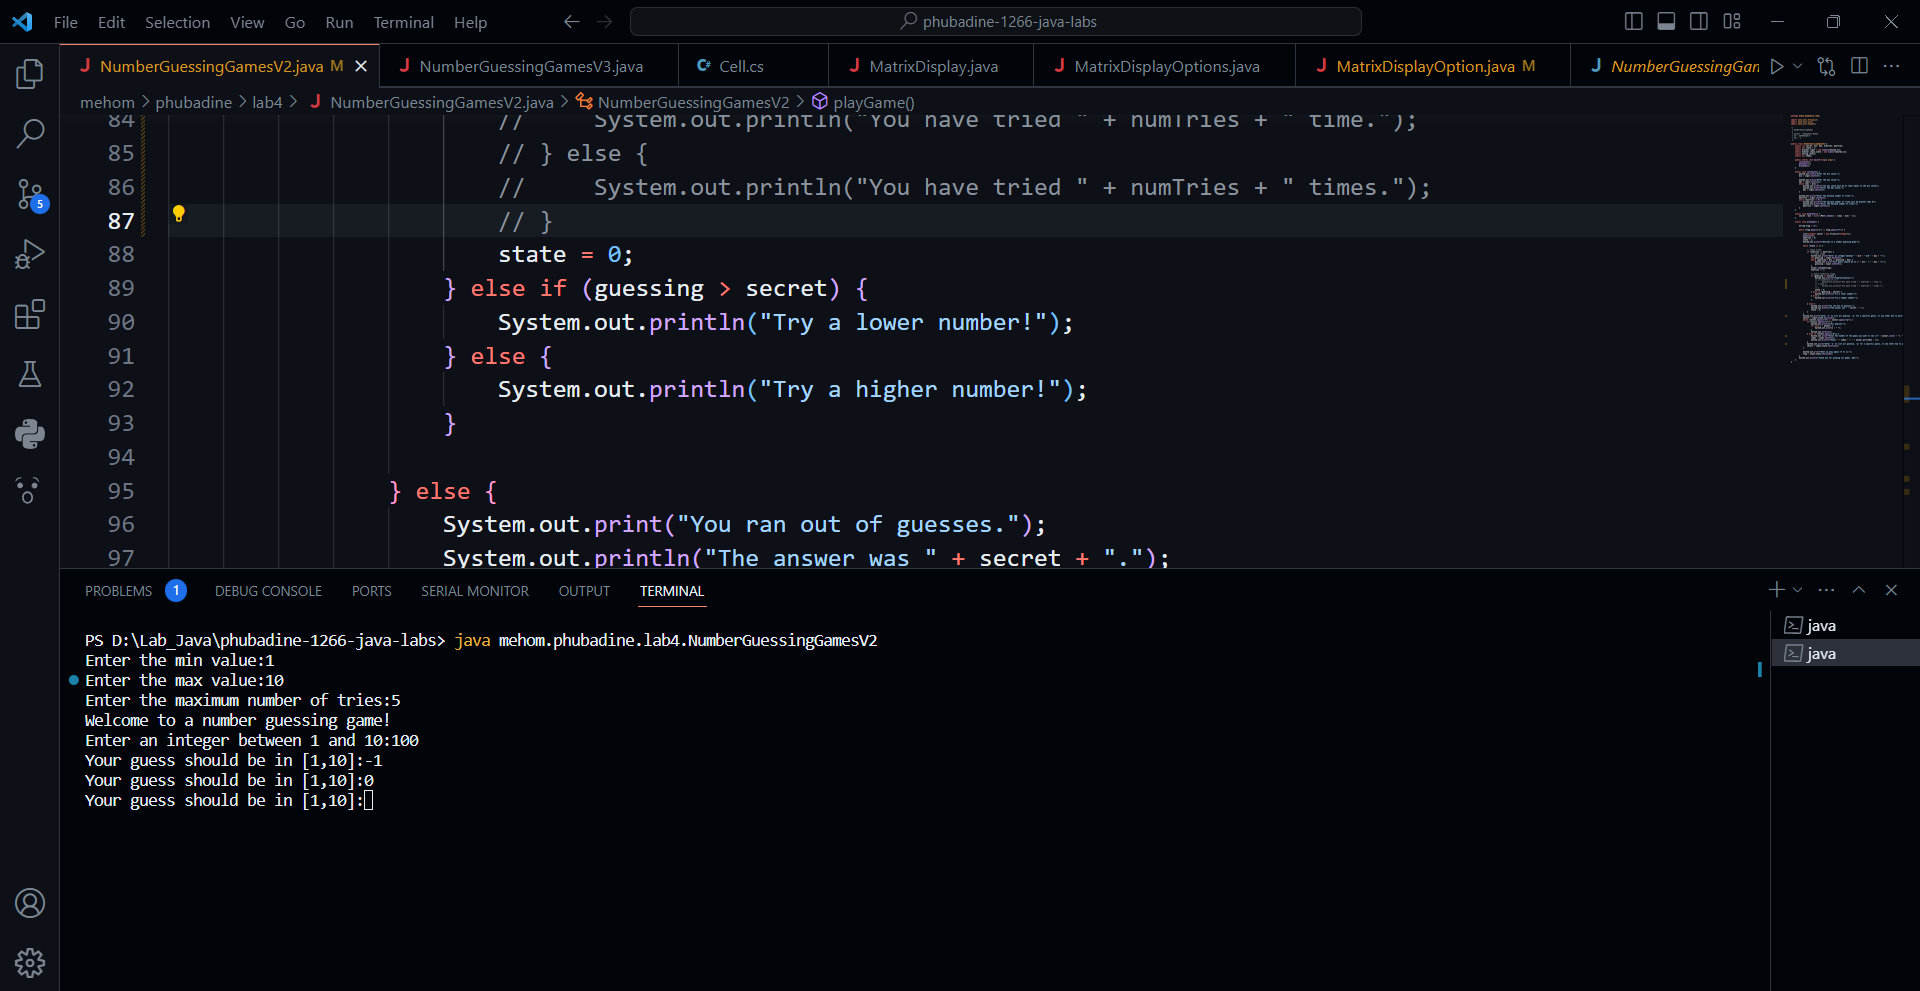 File Edit Selection View Go Run Terminal Help
phubadine-1266-java-labs
J NumberGuessingGamesV2.java M
J NumberGuessingGamesV3.java
C# Cell.cs
J MatrixDisplay.java
J MatrixDisplayOptions.java
J MatrixDisplayOption.java M
J NumberGuessingGar
mehom > phubadine > lab4 > J NumberGuessingGamesV2.java > NumberGuessingGamesV2 > playGame()
84 // System.out.println("You have tried " + numTries + " time.");
85 // } else {
86 // System.out.println("You have tried " + numTries + " times.");
87 // }
88 state = 0;
89 } else if (guessing > secret) {
90 System.out.println("Try a lower number!");
91 } else {
92 System.out.println("Try a higher number!");
93 }
94
95 } else {
96 System.out.print("You ran out of guesses.");
97 System.out.println("The answer was " + secret + ".");
5
PROBLEMS 1 DEBUG CONSOLE PORTS SERIAL MONITOR OUTPUT TERMINAL
PS D:\Lab_Java\phubadine-1266-java-labs> java mehom.phubadine.lab4.NumberGuessingGamesV2
Enter the min value:1
Enter the max value:10
Enter the maximum number of tries:5
Welcome to a number guessing game!
Enter an integer between 1 and 10:100
Your guess should be in [1,10]:-1
Your guess should be in [1,10]:0
Your guess should be in [1,10]:
java
java